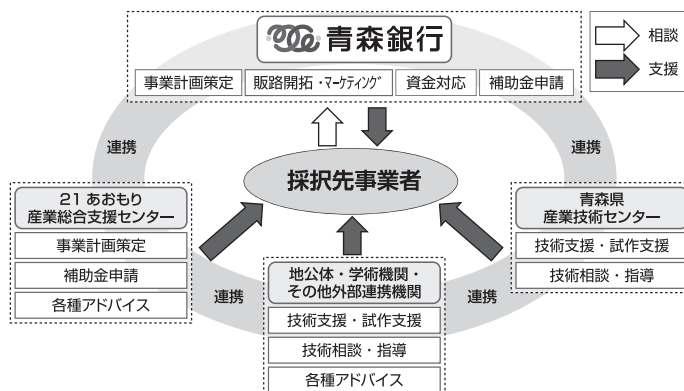 青森銀行
相談
支援
事業計画策定
販路開拓・マーケティング
資金対応
補助金申請
連携
連携
採択先事業者
21あおもり
産業総合支援センター
事業計画策定
補助金申請
各種アドバイス
青森県
産業技術センター
技術支援・試作支援
技術相談・指導
連携
連携
地公体・学術機関・
その他外部連携機関
技術支援・試作支援
技術相談・指導
各種アドバイス